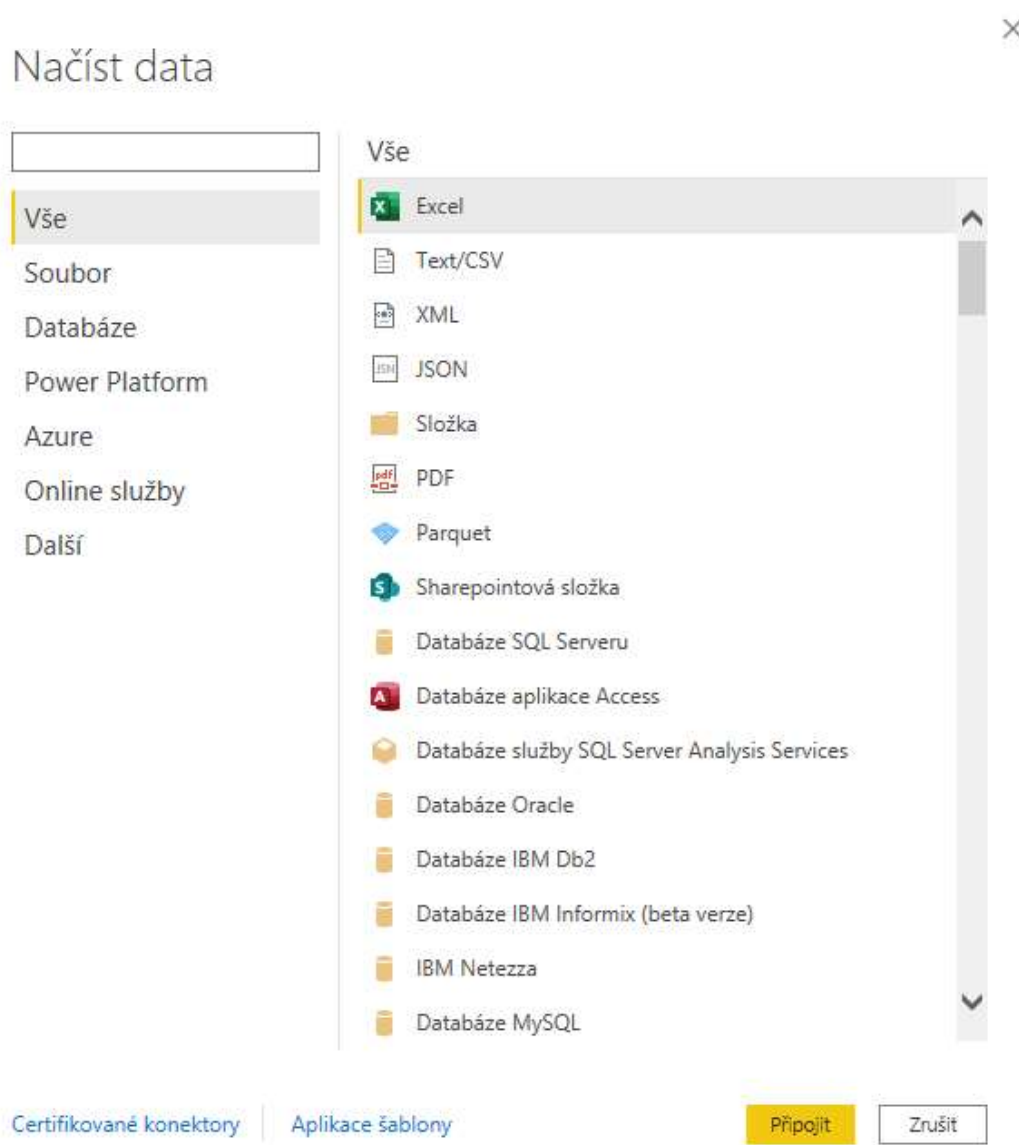 Načíst data
Vše
Soubor
Databáze
Power Platform
Azure
Online služby
Další
Vše
Excel
Text/CSV
XML
JSON
Složka
PDF
Parquet
Sharepointová složka
Databáze SQL Serveru
Databáze aplikace Access
Databáze služby SQL Server Analysis Services
Databáze Oracle
Databáze IBM Db2
Databáze IBM Informix (beta verze)
IBM Netezza
Databáze MySQL
Certifikované konektory
Aplikace šablony
Připojit
Zrušit